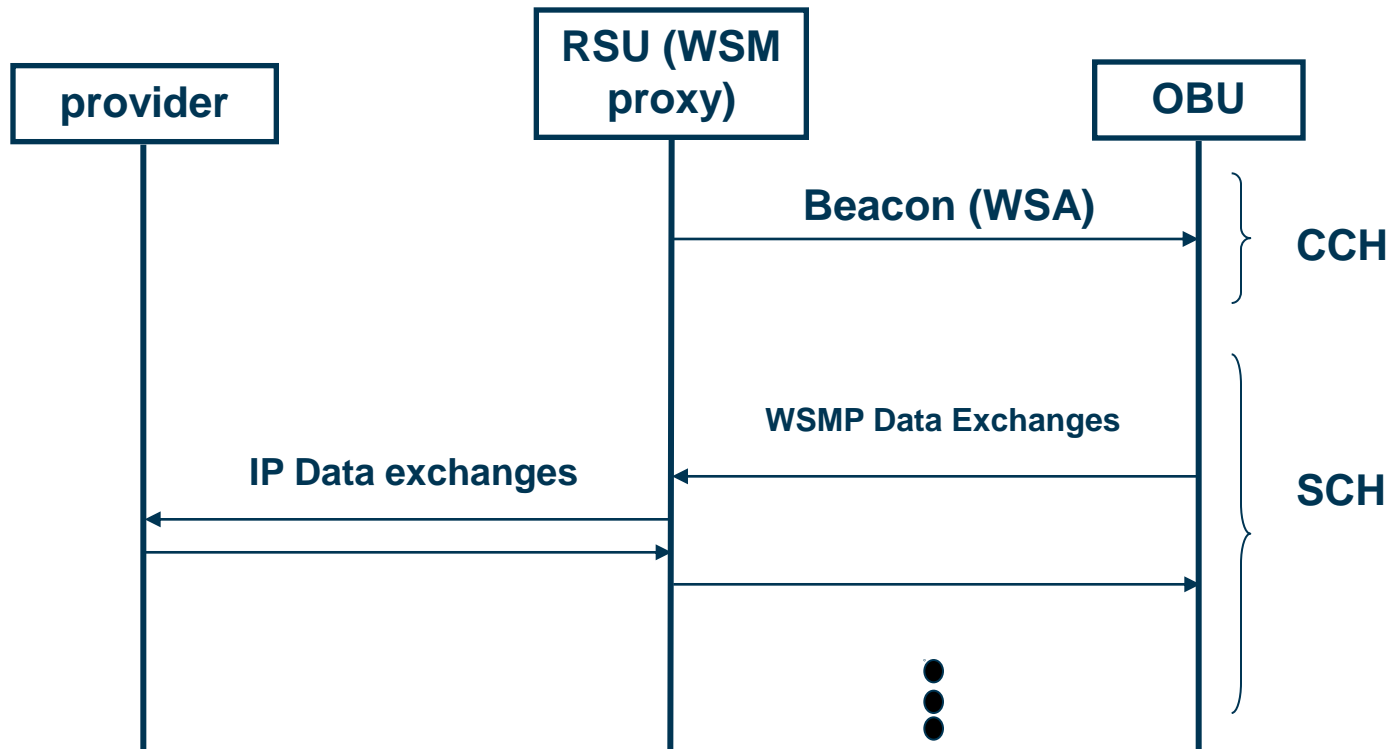 provider
RSU (WSM
proxy)
OBU
Beacon (WSA)
CCH
WSMP Data Exchanges
IP Data exchanges
SCH